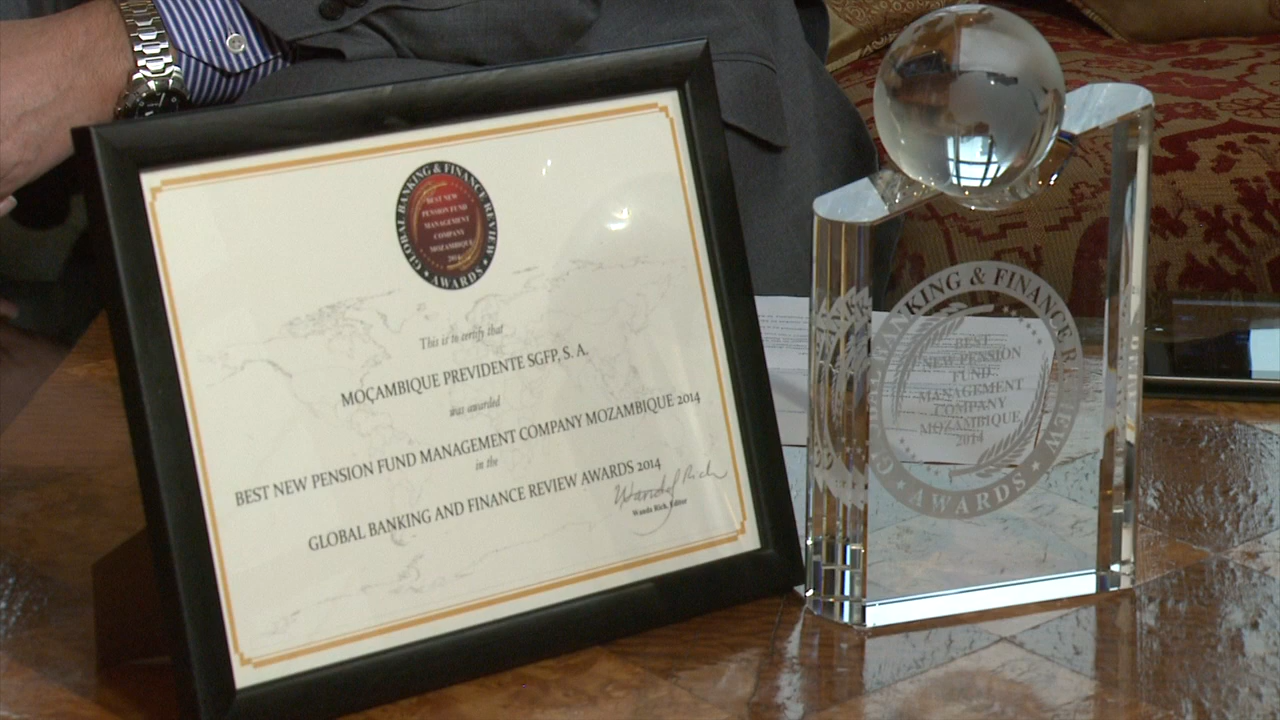 GLOBAL BANKING & FINANCE REVIEW
BEST NEW
PENSION FUND
MANAGEMENT
COMPANY
MOZAMBIQUE
2014
• AWARDS •
This is to certify that
MOÇAMBIQUE PREVIDENTE SGFP, S. A.
was awarded
BEST NEW PENSION FUND MANAGEMENT COMPANY MOZAMBIQUE 2014
in the
GLOBAL BANKING AND FINANCE REVIEW AWARDS 2014
Wanda Rich
Wanda Rich, Editor
GLOBAL BANKING & FINANCE REVIEW
BEST
NEW PENSION
FUND
MANAGEMENT
COMPANY
MOZAMBIQUE
2014
• AWARDS •